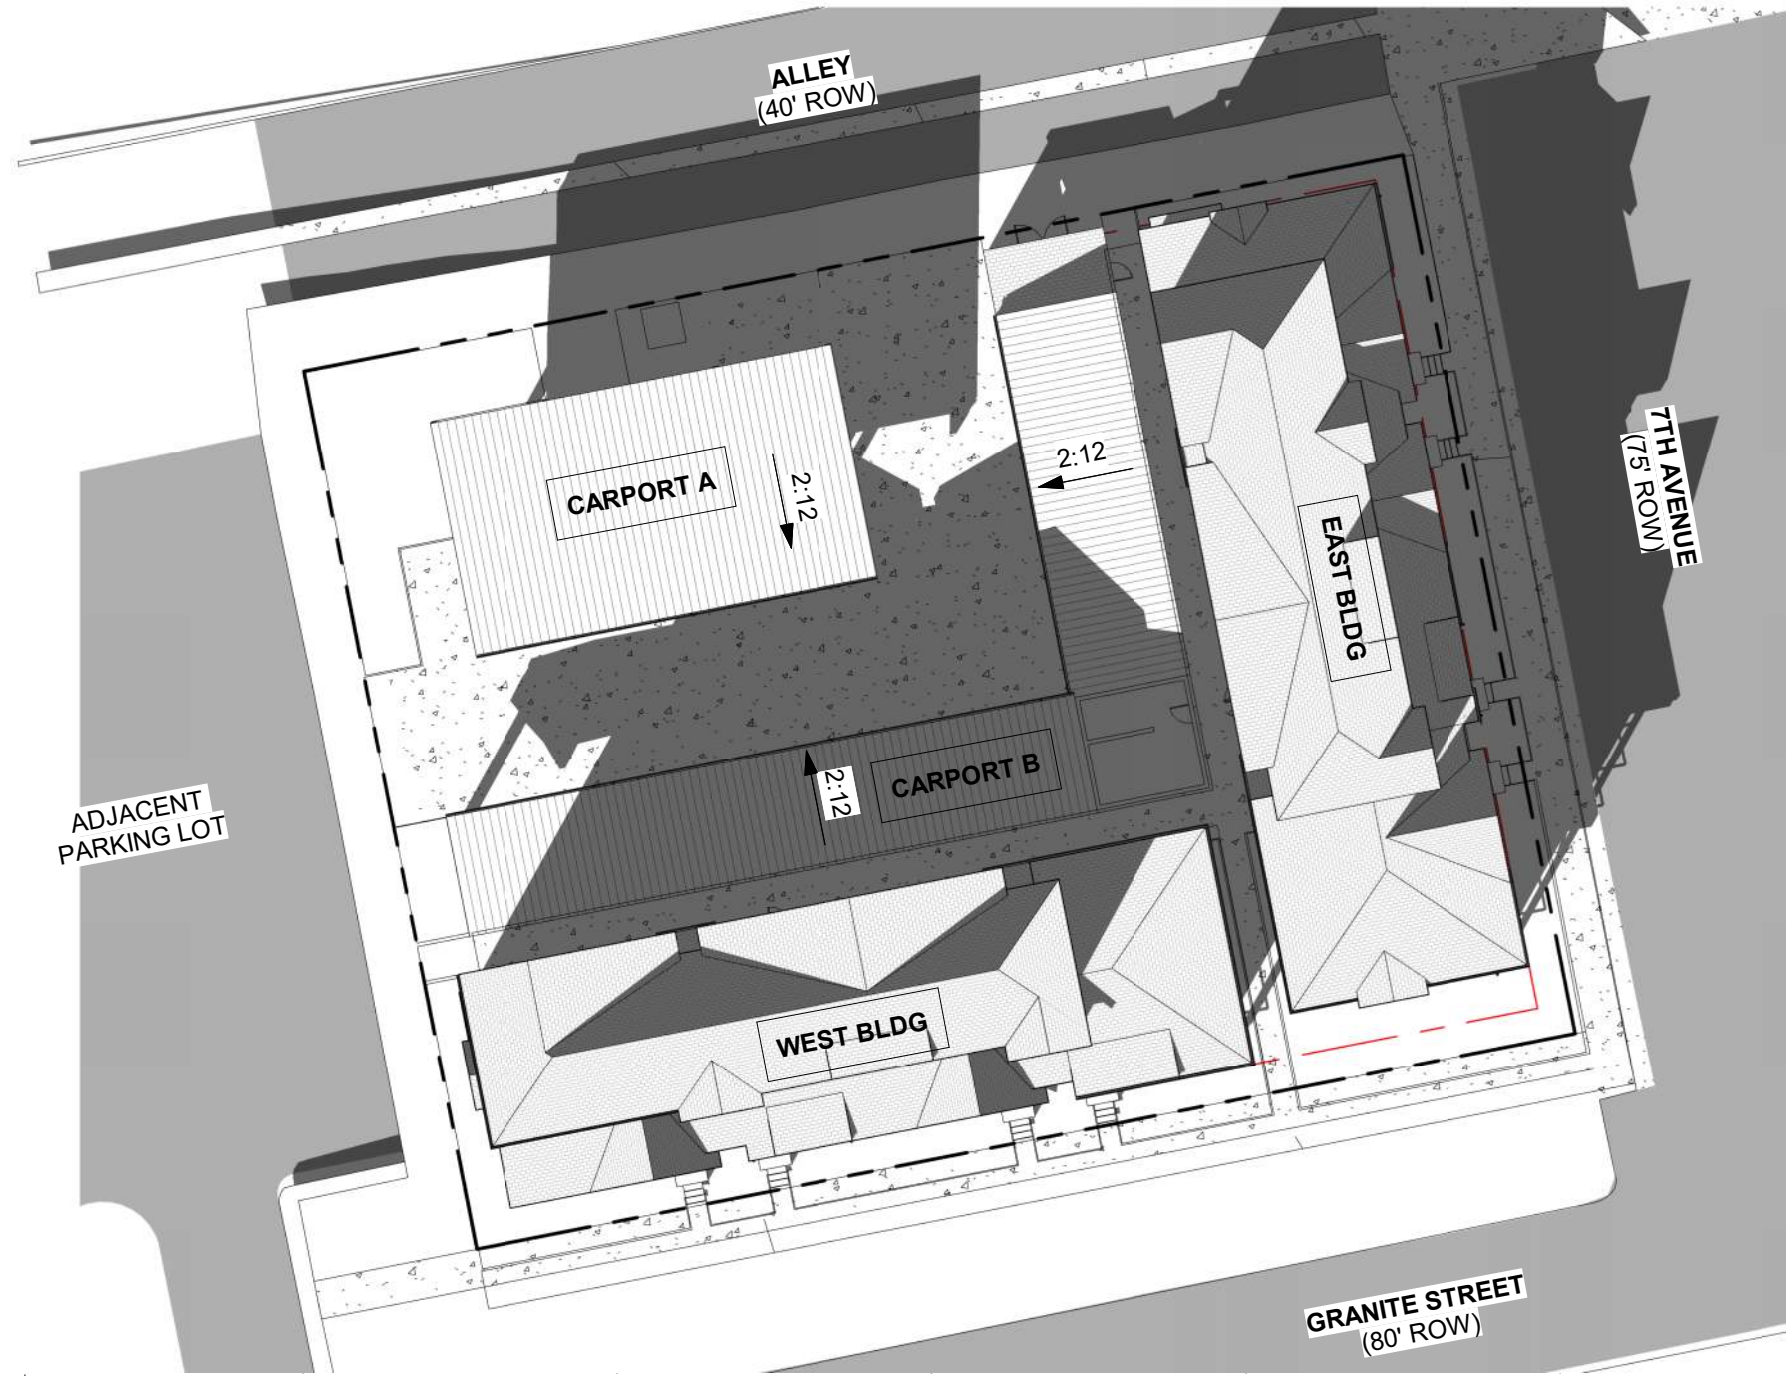 ALLEY
(40' ROW)
2:12
CARPORT A
2:12
7TH AVENUE
(75' ROW)
EAST BLDG
CARPORT B
2:12
ADJACENT
PARKING LOT
WEST BLDG
GRANITE STREET
(80' ROW)